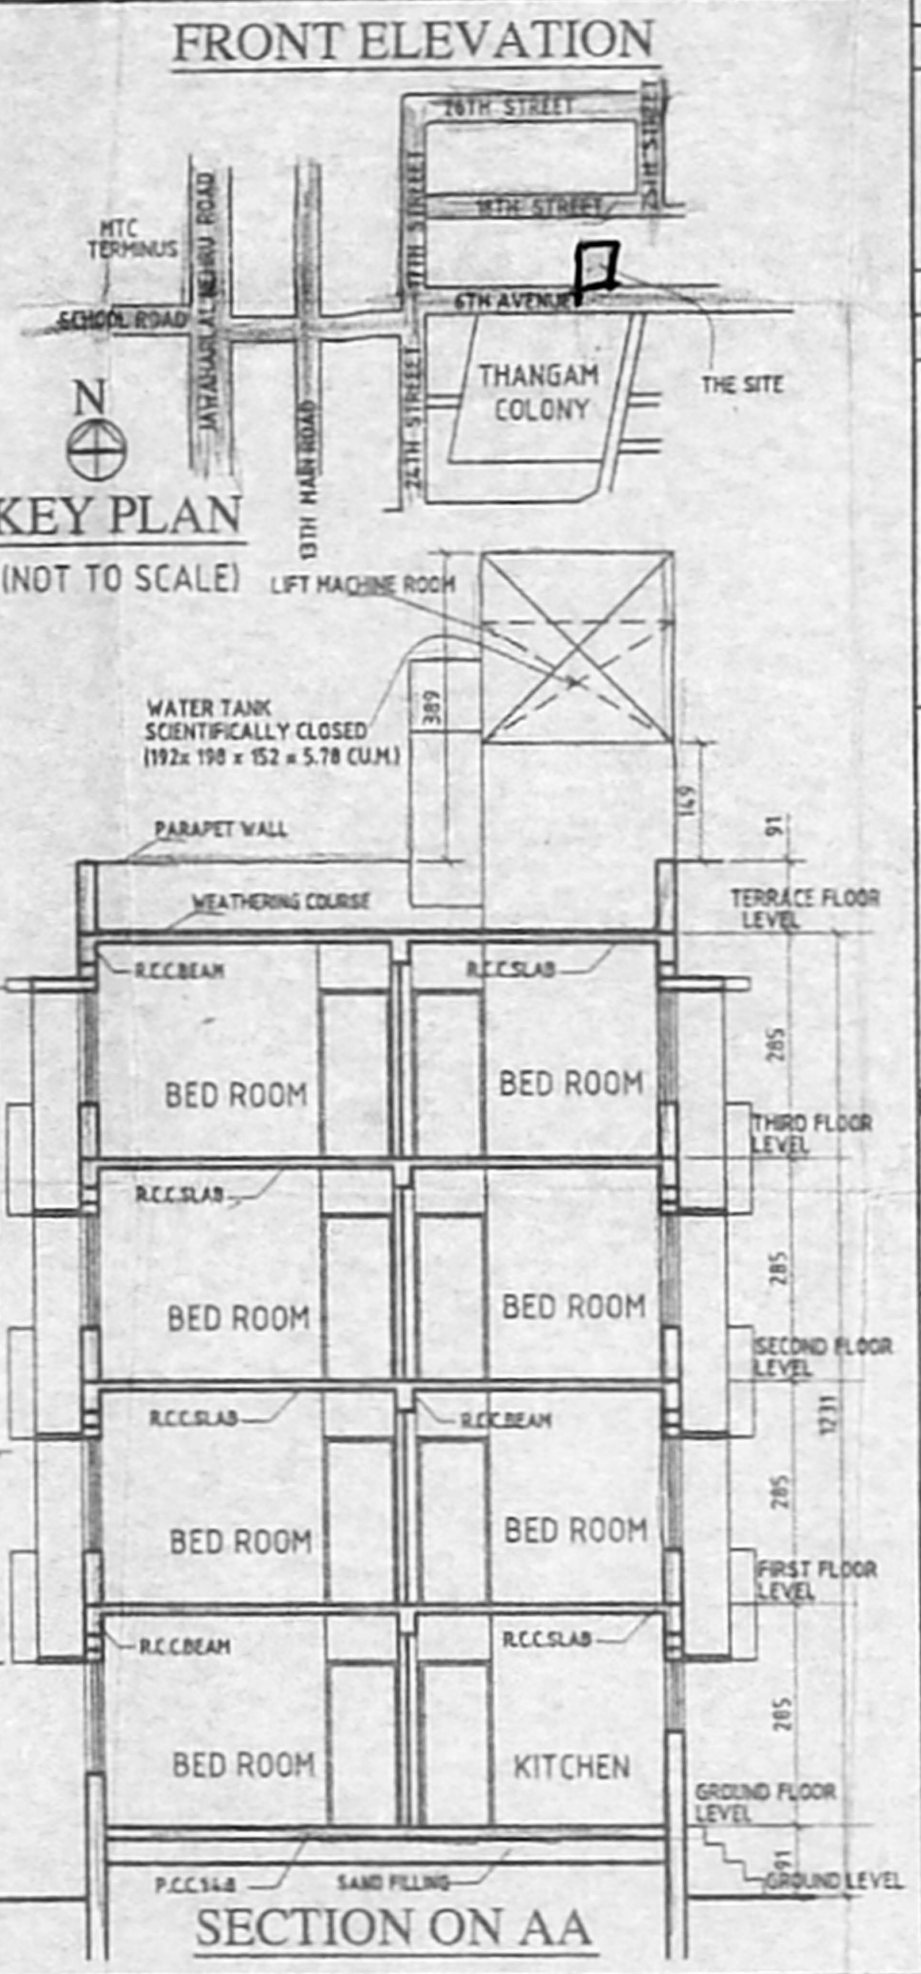 FRONT ELEVATION
26TH STREET
17TH STREET
18TH STREET
MTC
TERMINUS
JAWAHARLAL NEHRU ROAD
SCHOOL ROAD
6TH AVENUE
THANGAM
COLONY
THE SITE
24TH STREET
13TH MAIN ROAD
N
KEY PLAN
(NOT TO SCALE)
LIFT MACHINE ROOM
389
WATER TANK
SCIENTIFICALLY CLOSED
(192x 198 x 152 = 5.78 CU.M.)
149
91
PARAPET WALL
WEATHERING COURSE
TERRACE FLOOR
LEVEL
R.C.C.BEAM
R.C.C.SLAB
285
BED ROOM
BED ROOM
THIRD FLOOR
LEVEL
R.C.C.SLAB
285
BED ROOM
BED ROOM
SECOND FLOOR
LEVEL
R.C.C.SLAB
R.C.C.BEAM
1231
285
BED ROOM
BED ROOM
FIRST FLOOR
LEVEL
R.C.C.BEAM
R.C.C.SLAB
285
BED ROOM
KITCHEN
GROUND FLOOR
LEVEL
91
GROUND LEVEL
P.C.C.1:4:8
SAND FILLING
SECTION ON AA